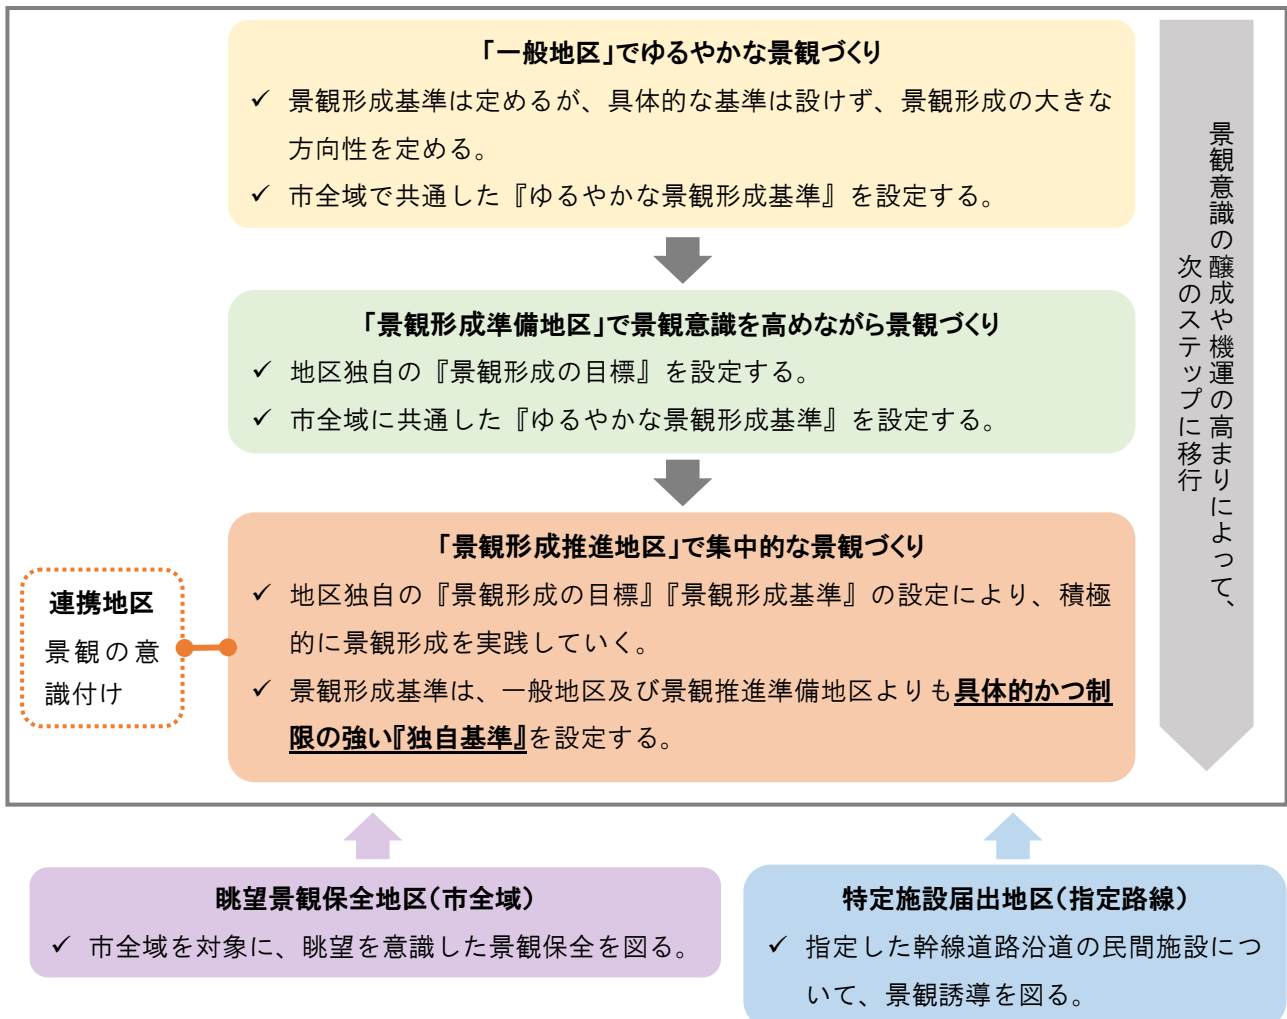 「一般地区」でゆるやかな景観づくり
✓ 景観形成基準は定めるが、具体的な基準は設けず、景観形成の大きな
方向性を定める。
✓ 市全域で共通した『ゆるやかな景観形成基準』を設定する。
「景観形成準備地区」で景観意識を高めながら景観づくり
✓ 地区独自の『景観形成の目標』を設定する。
✓ 市全域に共通した『ゆるやかな景観形成基準』を設定する。
「景観形成推進地区」で集中的な景観づくり
✓ 地区独自の『景観形成の目標』『景観形成基準』の設定により、積極
的に景観形成を実践していく。
✓ 景観形成基準は、一般地区及び景観推進準備地区よりも具体的かつ制
限の強い『独自基準』を設定する。
連携地区
景観の意
識付け
景観意識の醸成や機運の高まりによって、
次のステップに移行
眺望景観保全地区（市全域）
✓ 市全域を対象に、眺望を意識した景観保全を図る。
特定施設届出地区（指定路線）
✓ 指定した幹線道路沿道の民間施設につ
いて、景観誘導を図る。